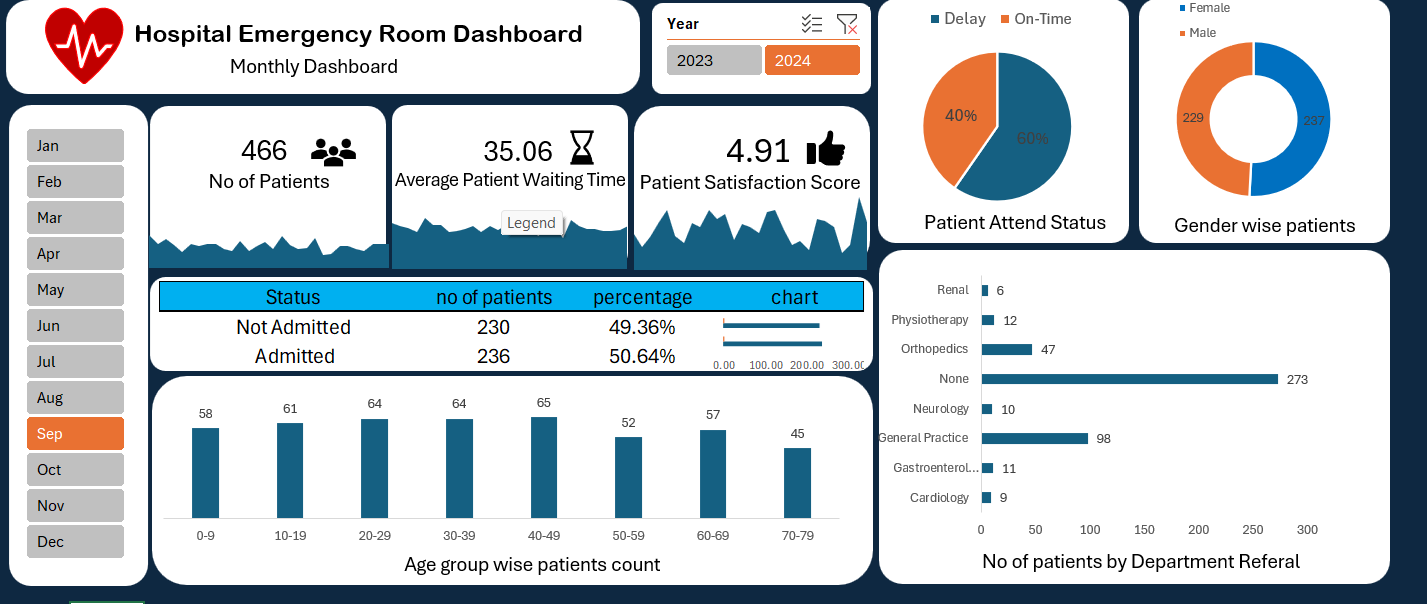 Hospital Emergency Room Dashboard
Monthly Dashboard
Year
2023
2024
Jan
Feb
Mar
Apr
May
Jun
Jul
Aug
Sep
Oct
Nov
Dec
466
No of Patients
35.06
Average Patient Waiting Time
Legend
4.91
Patient Satisfaction Score
Delay On-Time
40%
60%
Patient Attend Status
Female
Male
229
237
Gender wise patients
Status no of patients percentage chart
Not Admitted 230 49.36%
Admitted 236 50.64%
0.00 100.00 200.00 300.00
58 61 64 64 65 52 57 45
0-9 10-19 20-29 30-39 40-49 50-59 60-69 70-79
Age group wise patients count
Renal 6
Physiotherapy 12
Orthopedics 47
None 273
Neurology 10
General Practice 98
Gastroenterol... 11
Cardiology 9
0 50 100 150 200 250 300
No of patients by Department Referal